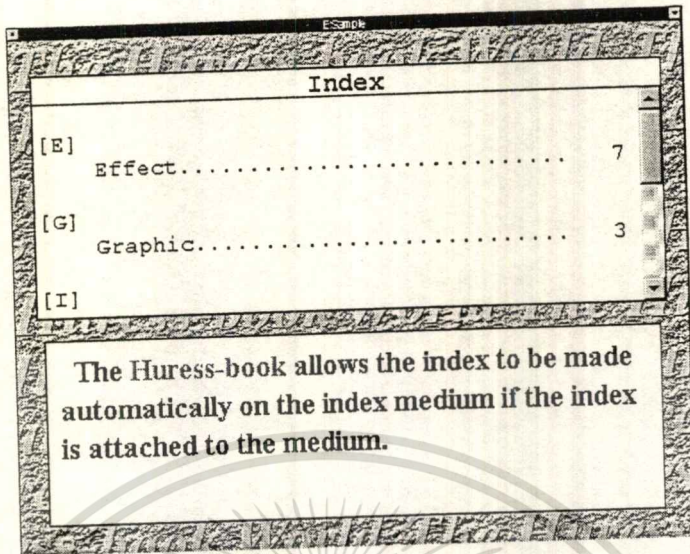 ESample
Index
[E]
Effect............................ 7
[G]
Graphic........................... 3
[I]
The Huress-book allows the index to be made
automatically on the index medium if the index
is attached to the medium.